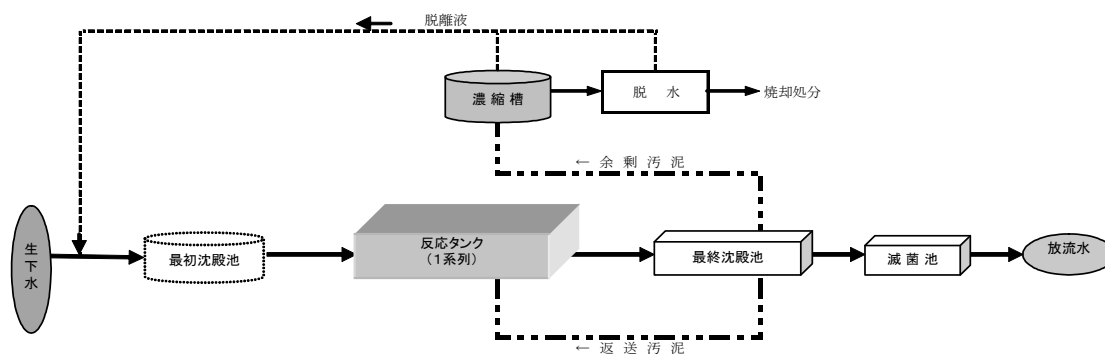 脱離液
濃縮槽
脱 水
焼却処分
← 余 剰 汚 泥
生下水
最初沈殿池
反応タンク
(1系列)
最終沈殿池
滅菌池
放流水
← 返 送 汚 泥